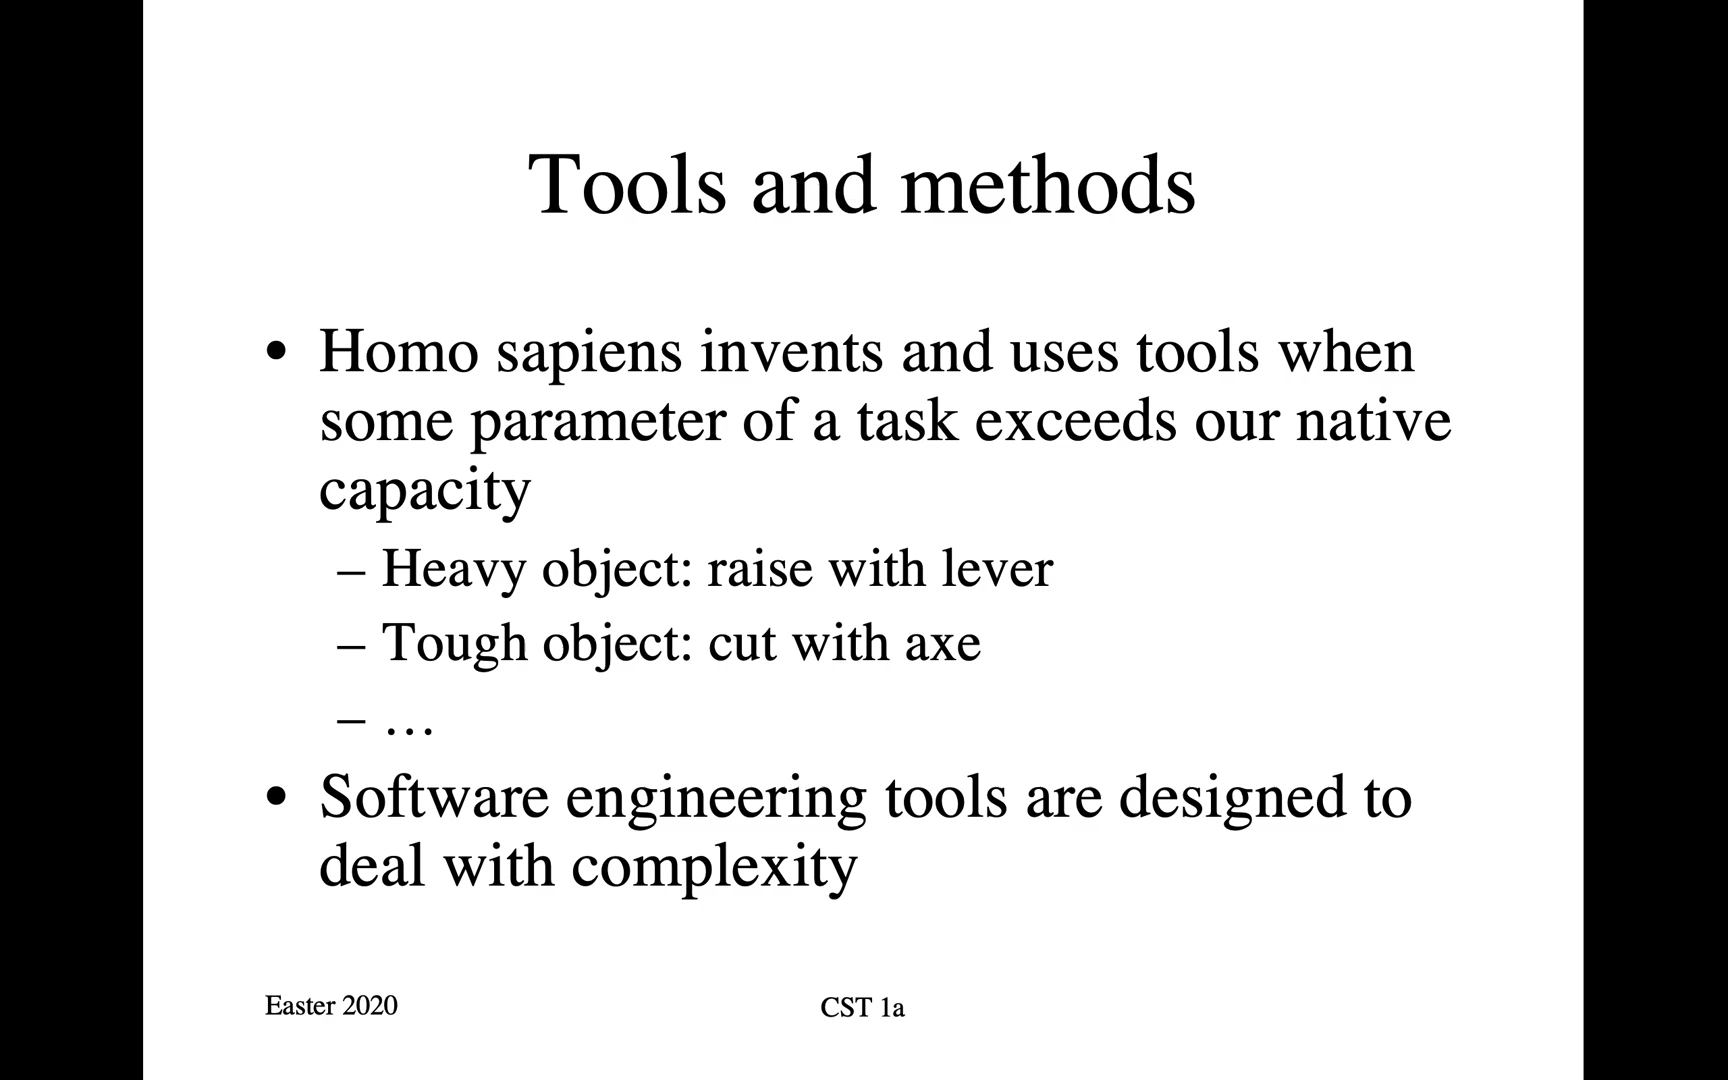 Tools and methods
• Homo sapiens invents and uses tools when
some parameter of a task exceeds our native
capacity
– Heavy object: raise with lever
– Tough object: cut with axe
– …
• Software engineering tools are designed to
deal with complexity
Easter 2020
CST 1a